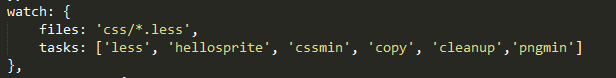 watch: {
    files: 'css/*.less',
    tasks: ['less', 'hellosprite', 'cssmin', 'copy', 'cleanup','pngmin']
},